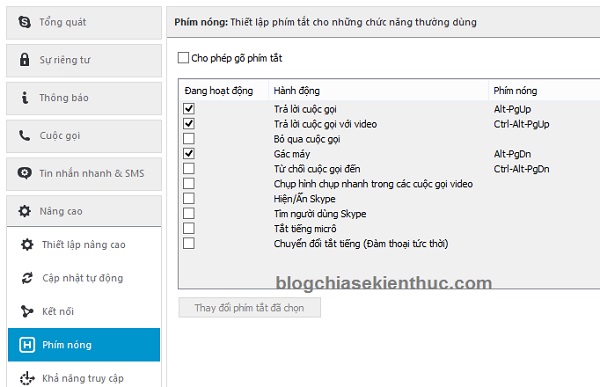 Tổng quát
Sự riêng tư
Thông báo
Cuộc gọi
Tin nhắn nhanh & SMS
Nâng cao
Thiết lập nâng cao
Cập nhật tự động
Kết nối
Phím nóng
Khả năng truy cập
Phím nóng: Thiết lập phím tắt cho những chức năng thường dùng
Cho phép gõ phím tắt
Đang hoạt động Hành động Phím nóng
Trả lời cuộc gọi Alt-PgUp
Trả lời cuộc gọi với video Ctrl-Alt-PgUp
Bỏ qua cuộc gọi
Gác máy Alt-PgDn
Từ chối cuộc gọi đến Ctrl-Alt-PgDn
Chụp hình chụp nhanh trong các cuộc gọi video
Hiện/Ẩn Skype
Tìm người dùng Skype
Tắt tiếng micrô
Chuyển đổi tắt tiếng (Đàm thoại tức thời)
blogchiasekienthuc.com
Thay đổi phím tắt đã chọn